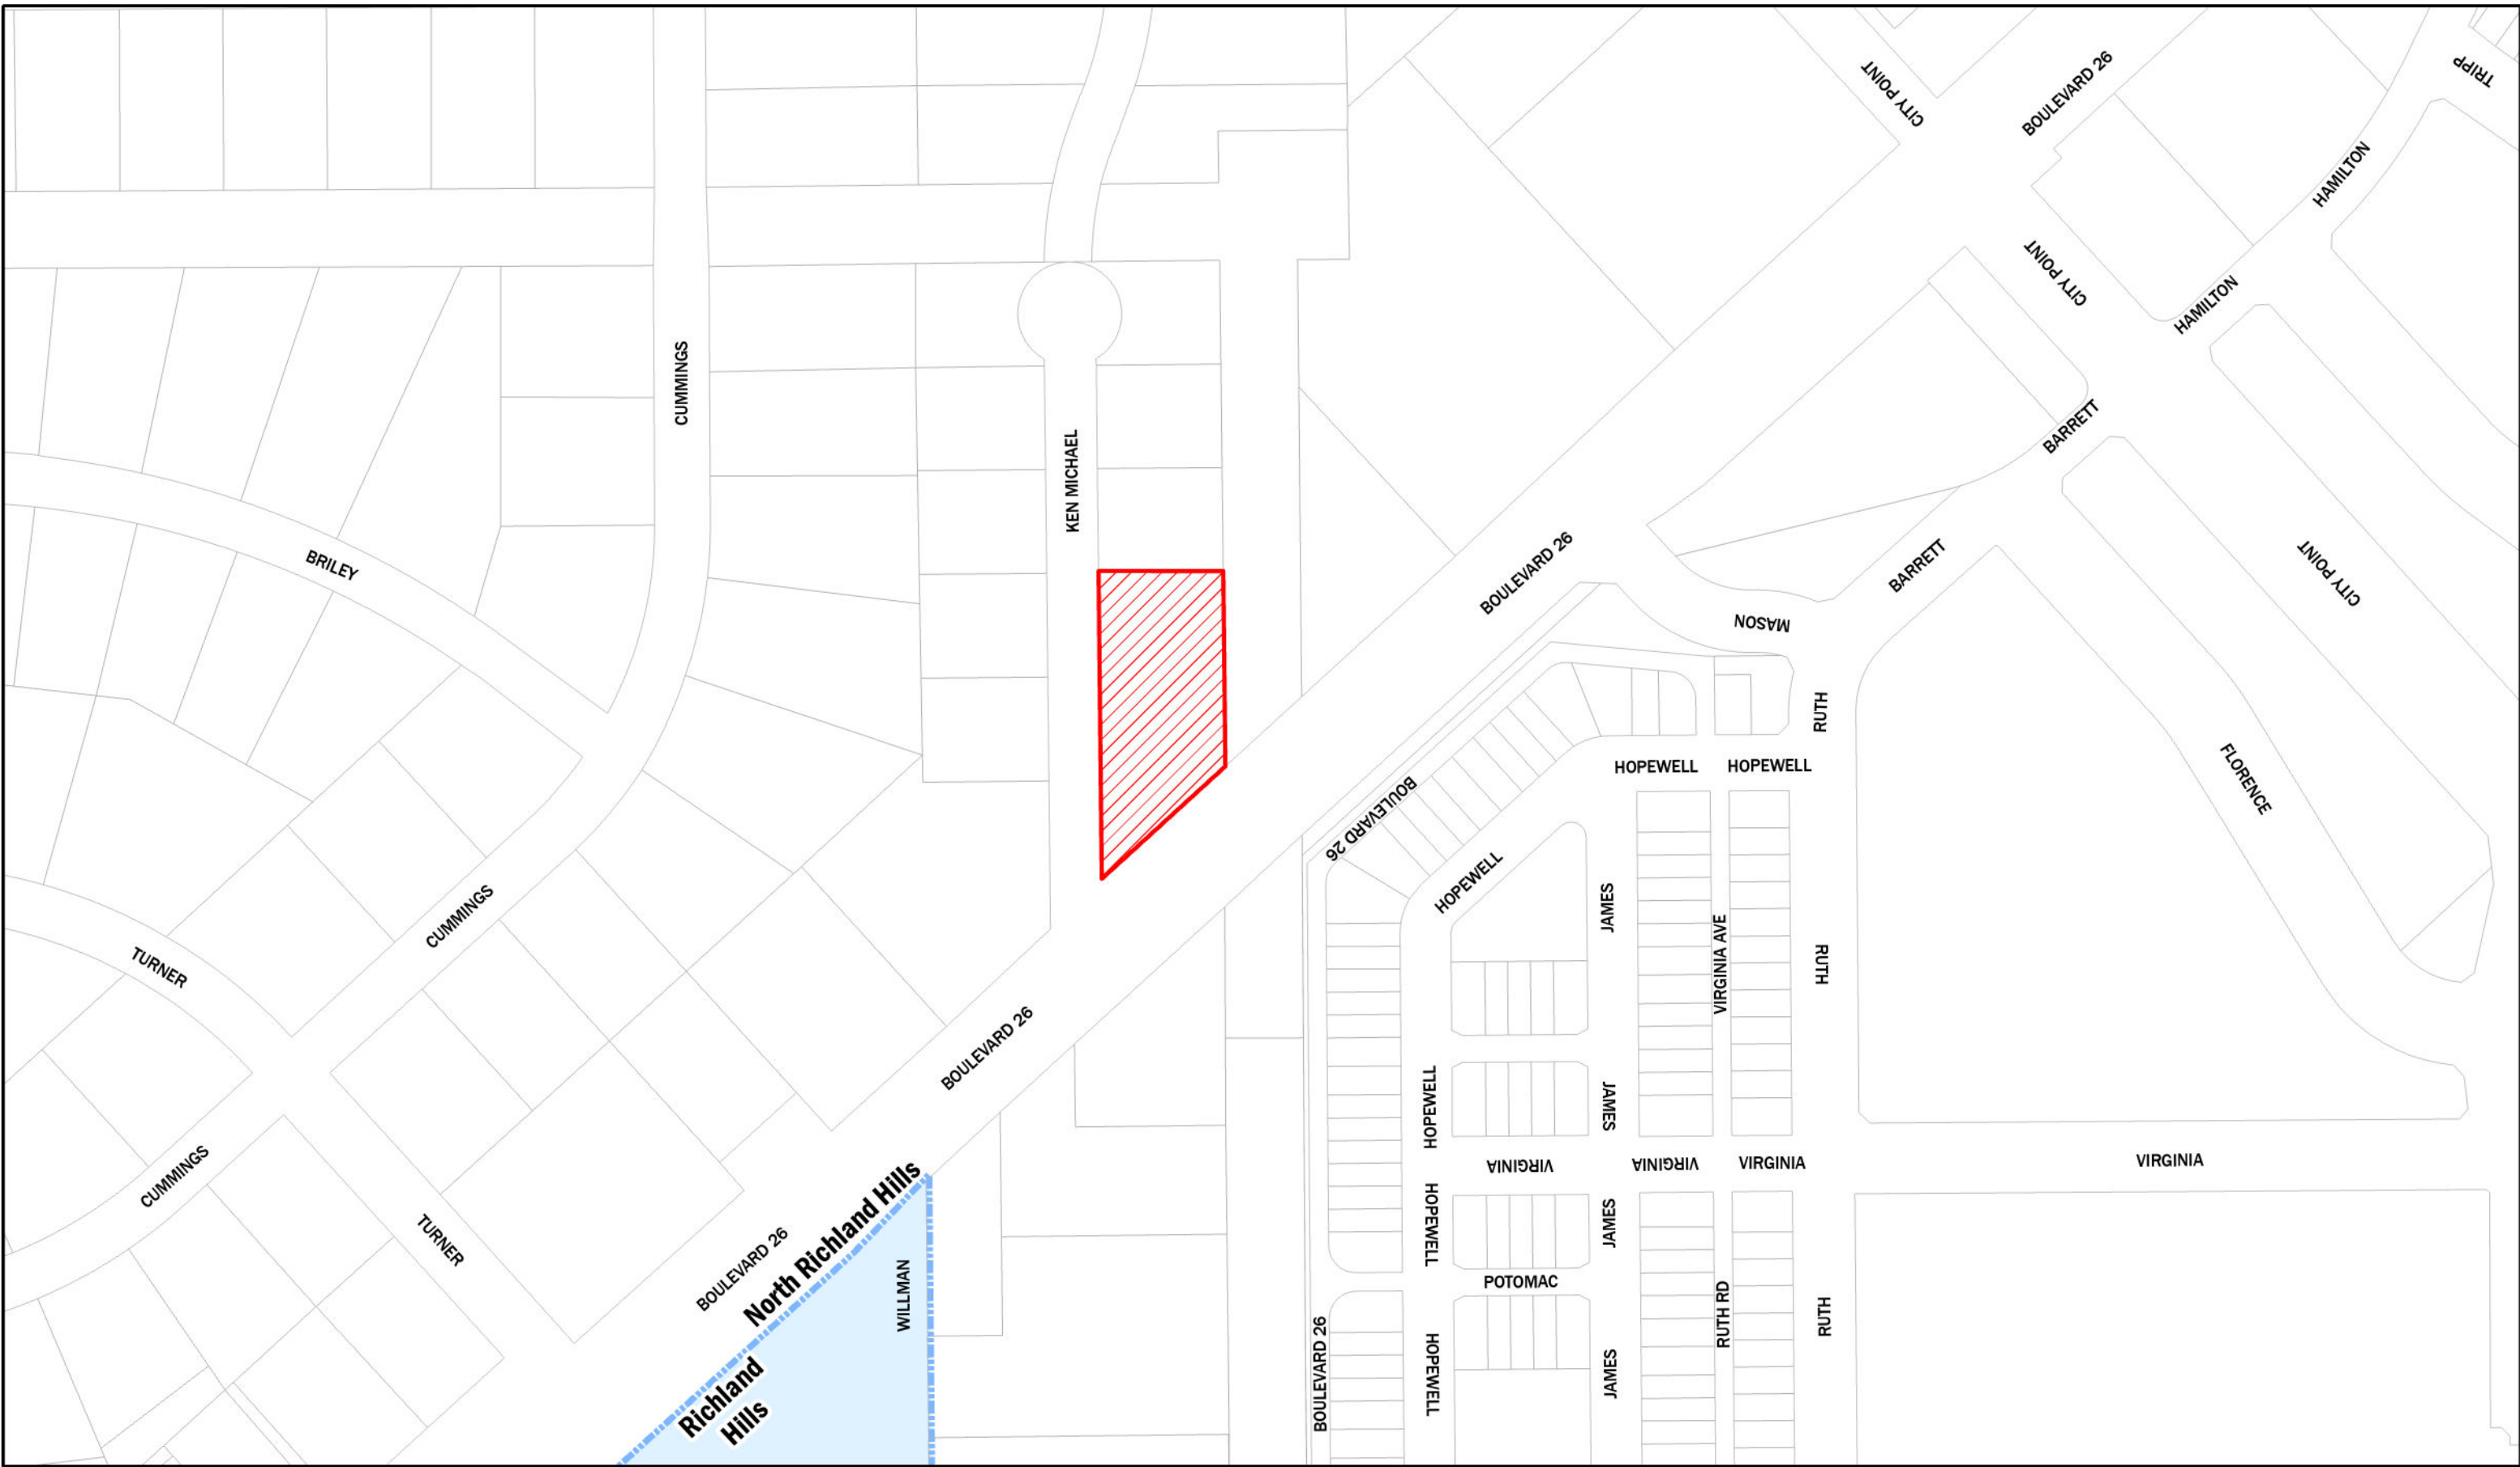 CITY POINT
BOULEVARD 26
TRIPP
HAMILTON
CITY POINT
HAMILTON
CUMMINGS
KEN MICHAEL
BARRETT
BRILEY
BOULEVARD 26
BARRETT
CITY POINT
MASON
RUTH
HOPEWELL
HOPEWELL
FLORENCE
BOULEVARD 26
HOPEWELL
JAMES
CUMMINGS
TURNER
VIRGINIA AVE
RUTH
BOULEVARD 26
HOPEWELL
JAMES
CUMMINGS
VIRGINIA
VIRGINIA
VIRGINIA
VIRGINIA
TURNER
BOULEVARD 26
North Richland Hills
WILLMAN
HOPEWELL
JAMES
POTOMAC
RUTH RD
RUTH
BOULEVARD 26
HOPEWELL
JAMES
Richland
Hills